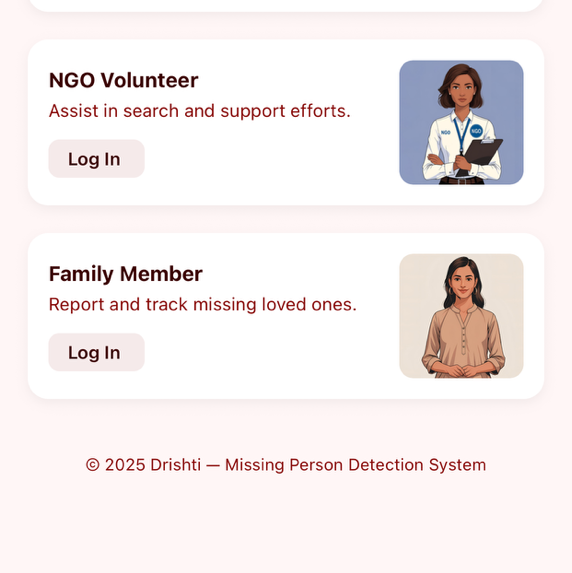 NGO Volunteer
Assist in search and support efforts.
Log In
NGO
NGO
Family Member
Report and track missing loved ones.
Log In
© 2025 Drishti — Missing Person Detection System